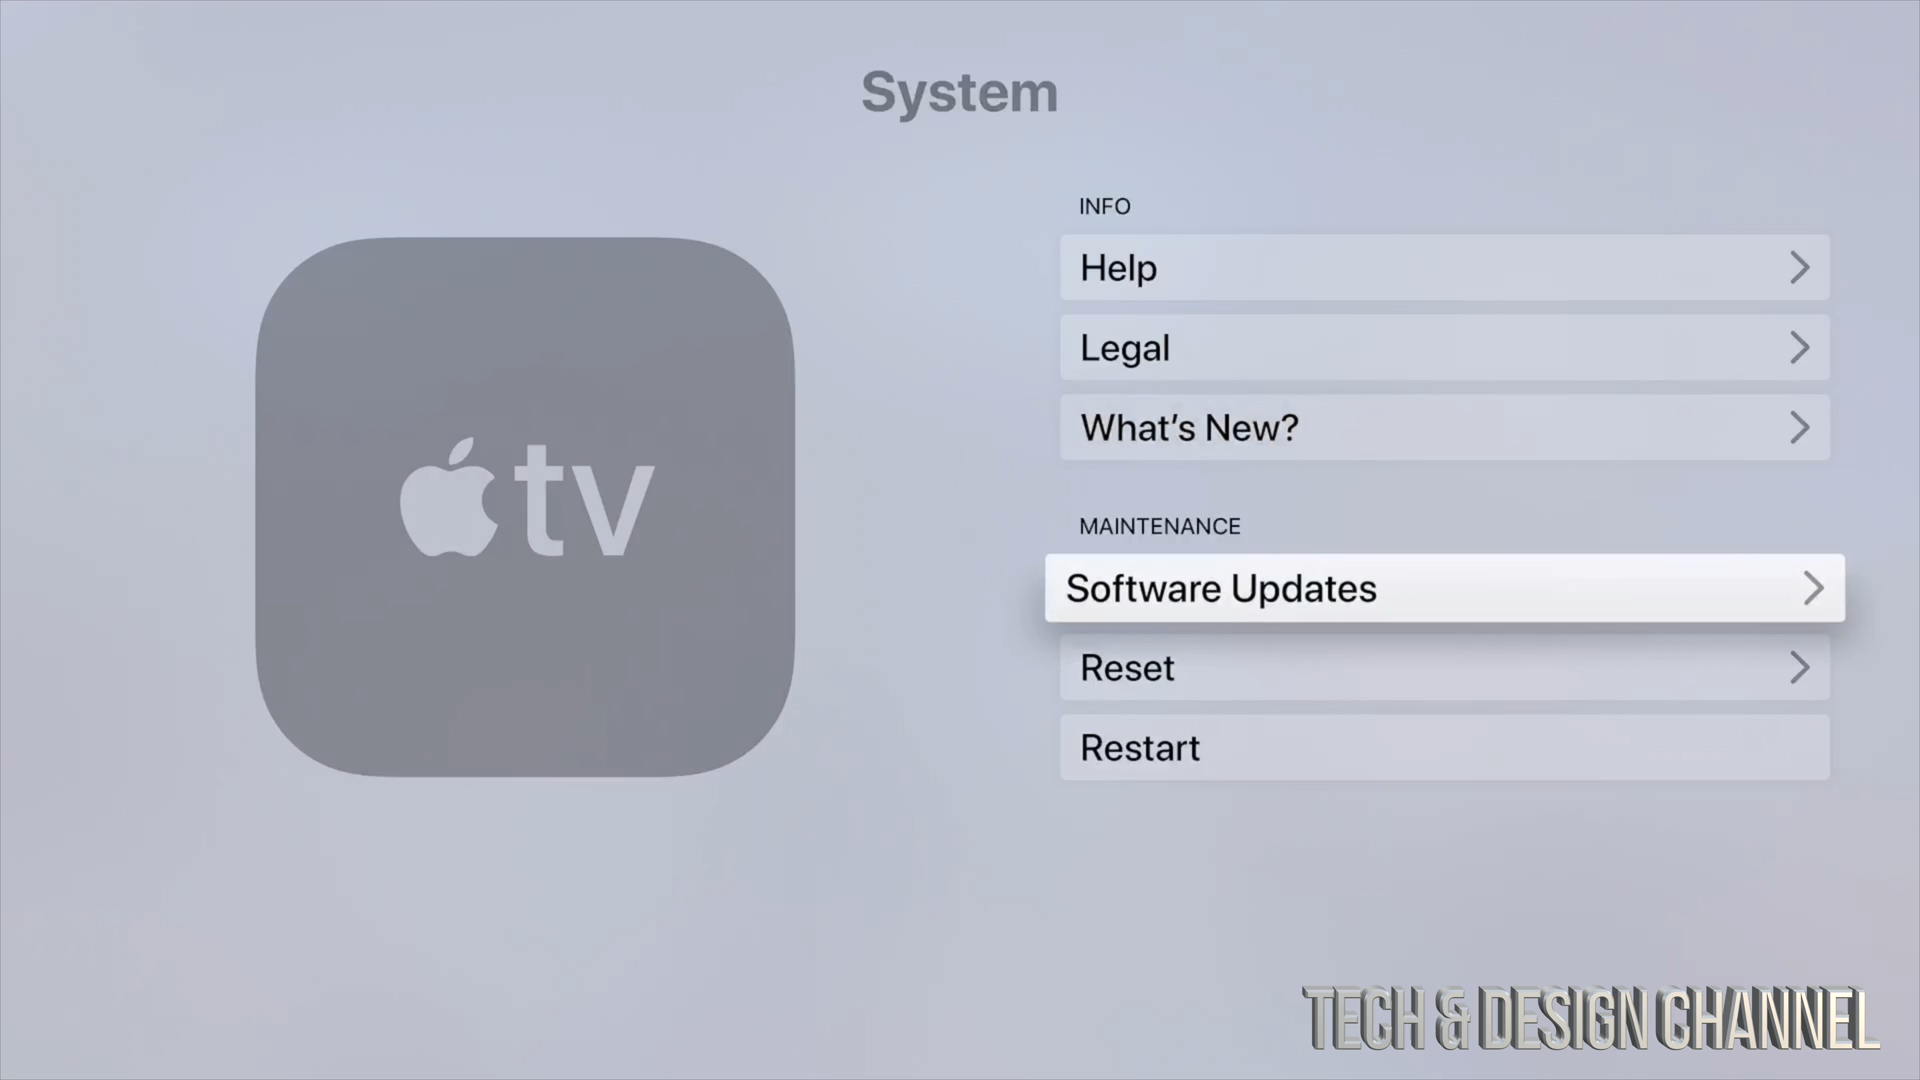 System
tv
INFO
Help
Legal
What's New?
MAINTENANCE
Software Updates
Reset
Restart
TECH & DESIGN CHANNEL